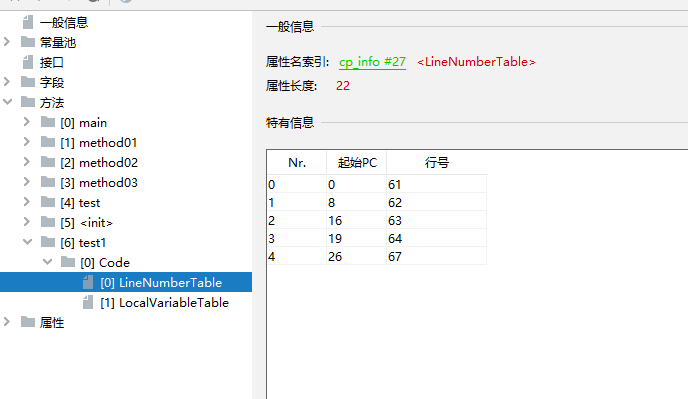 一般信息
常量池
接口
字段
方法
[0] main
[1] method01
[2] method02
[3] method03
[4] test
[5] <init>
[6] test1
[0] Code
[0] LineNumberTable
[1] LocalVariableTable
属性
一般信息
属性名索引: cp_info #27 <LineNumberTable>
属性长度: 22
特有信息
Nr. 起始PC 行号
0 0 61
1 8 62
2 16 63
3 19 64
4 26 67